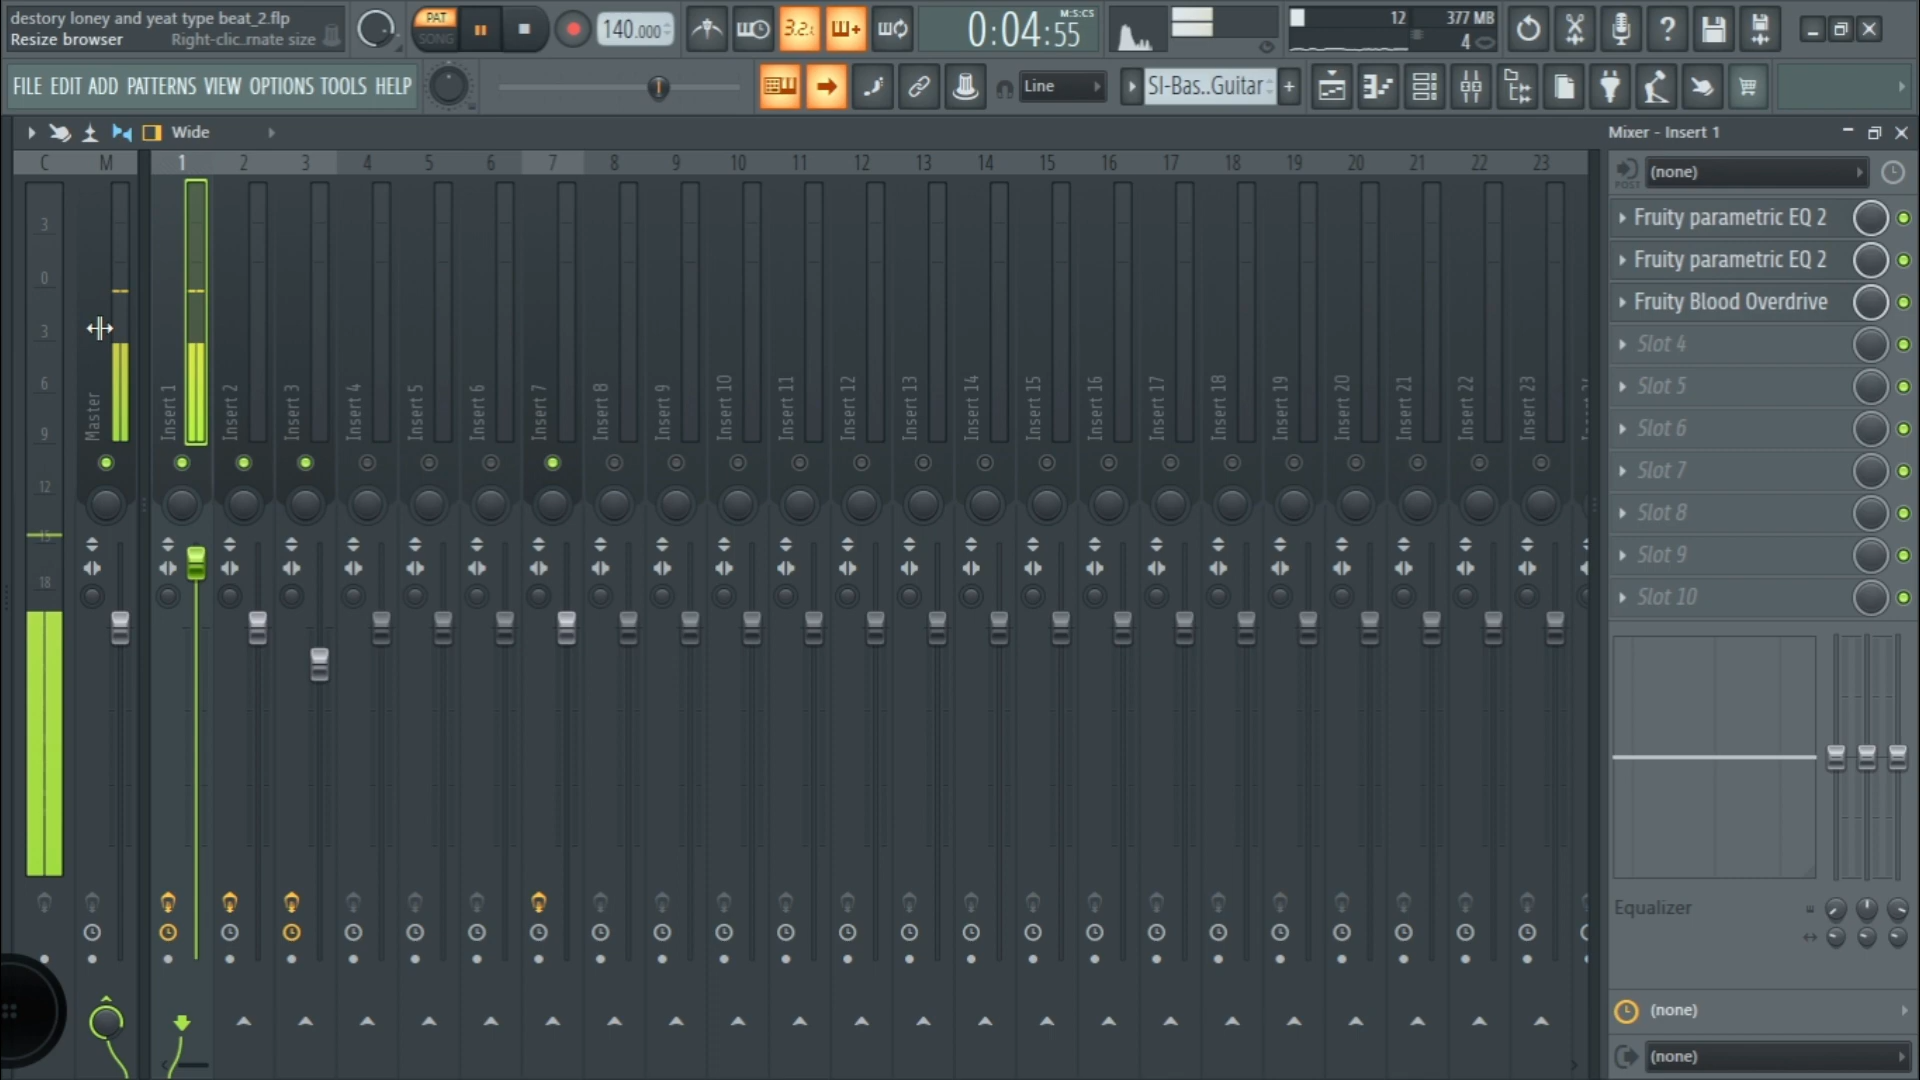 destory loney and yeat type beat_2.flp
Resize browser Right-clic..rnate size
PAT
SONG
140.000
3.2.:
0:04:55
M:S:CS
12
377 MB
4
FILE EDIT ADD PATTERNS VIEW OPTIONS TOOLS HELP
Line
SI-Bas..Guitar
+
Wide
Mixer - Insert 1
C M 1 2 3 4 5 6 7 8 9 10 11 12 13 14 15 16 17 18 19 20 21 22 23
POST
(none)
3
0
3
6
9
12
15
18
Master
Insert 1
Insert 2
Insert 3
Insert 4
Insert 5
Insert 6
Insert 7
Insert 8
Insert 9
Insert 10
Insert 11
Insert 12
Insert 13
Insert 14
Insert 15
Insert 16
Insert 17
Insert 18
Insert 19
Insert 20
Insert 21
Insert 22
Insert 23
Fruity parametric EQ 2
Fruity parametric EQ 2
Fruity Blood Overdrive
Slot 4
Slot 5
Slot 6
Slot 7
Slot 8
Slot 9
Slot 10
Equalizer
(none)
(none)